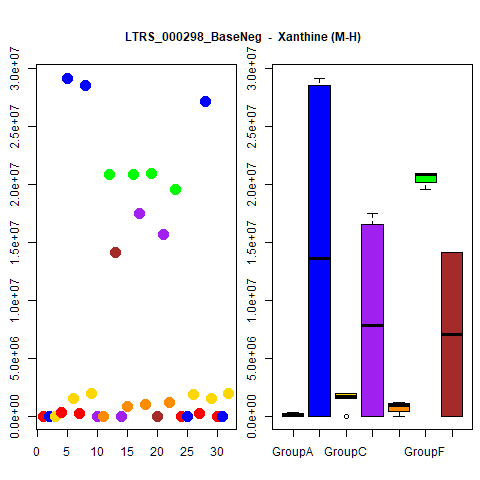 LTRS_000298_BaseNeg - Xanthine (M-H)
3.0e+07
2.5e+07
2.0e+07
1.5e+07
1.0e+07
5.0e+06
0.0e+00
0 5 10 15 20 25 30
3.0e+07
2.5e+07
2.0e+07
1.5e+07
1.0e+07
5.0e+06
0.0e+00
GroupA GroupC GroupF